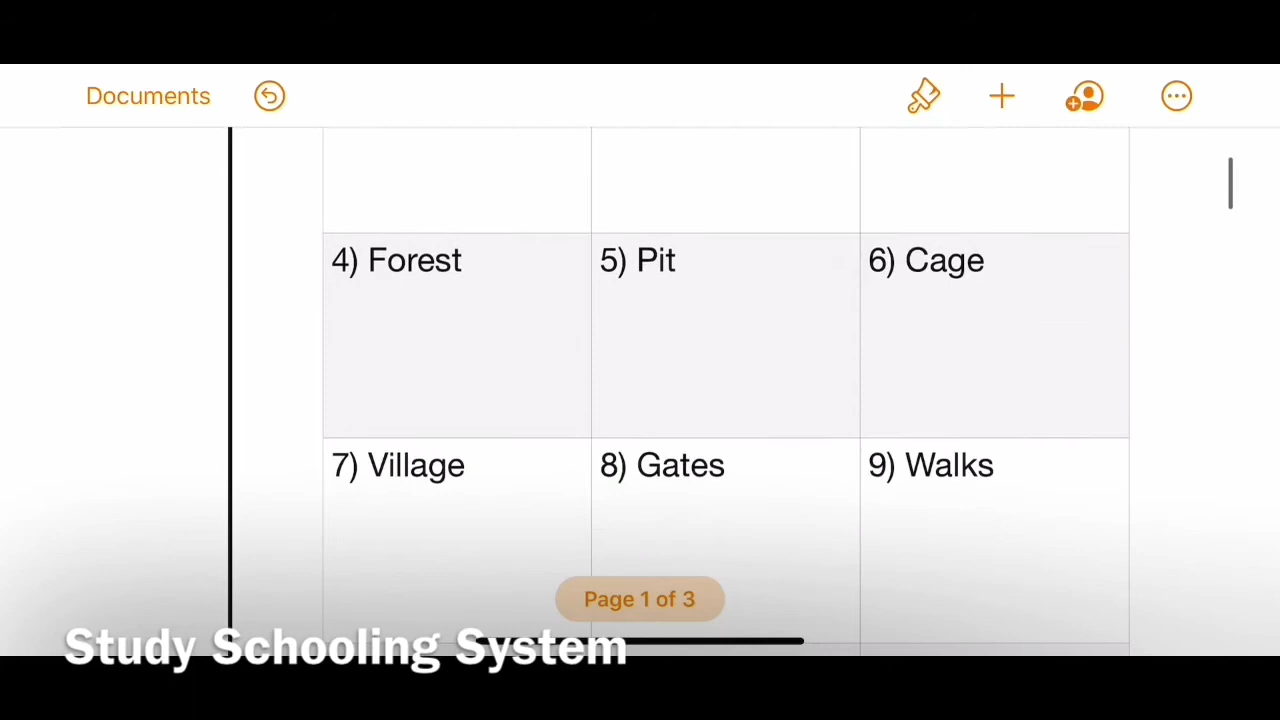 Documents
4) Forest
5) Pit
6) Cage
7) Village
8) Gates
9) Walks
Page 1 of 3
Study Schooling System